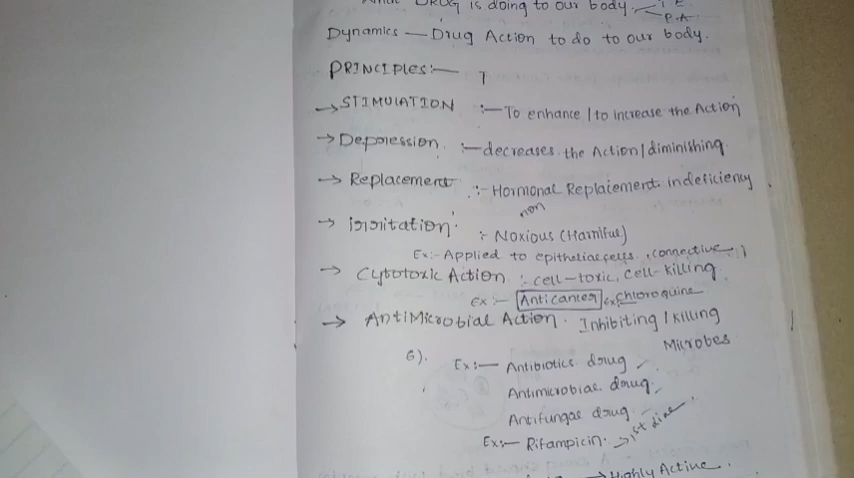 DRUG is doing to our body.
P.A
Dynamics — Drug Action to do to our body.
PRINCIPles:— 7
→ STIMULATION :— To enhance / to increase the Action
→ Depression :— decreases the Action / diminishing
→ Replacement :- Hormonal Replacement in deficiency
→ irritation :- non Noxious (Harmful)
Ex:- Applied to epithelial cells, connective
→ Cytotoxic Action :- cell-toxic, cell-killing
Ex:- Anticancer ex chloroquine
→ AntiMicrobial Action. Inhibiting / killing
Microbes
6).
Ex:— Antibiotics drug
Antimicrobial drug
Antifungal drug
Ex:— Rifampicin. → 1st line
→ Highly Active.